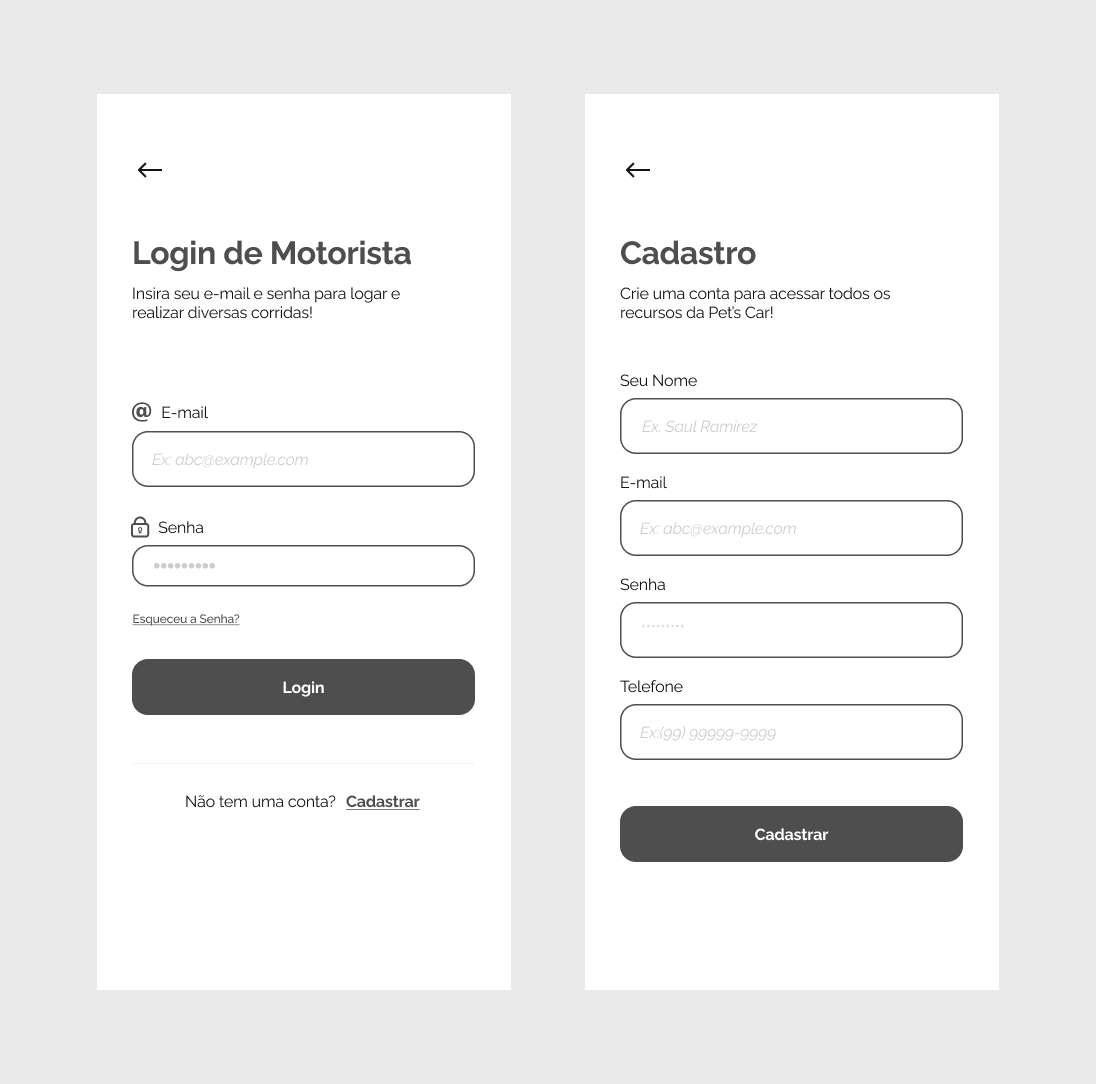 Login de Motorista
Insira seu e-mail e senha para logar e
realizar diversas corridas!
@ E-mail
Ex: abc@example.com
Senha
•••••••••
Esqueceu a Senha?
Login
Não tem uma conta? Cadastrar
Cadastro
Crie uma conta para acessar todos os
recursos da Pet's Car!
Seu Nome
Ex. Saul Ramirez
E-mail
Ex: abc@example.com
Senha
*********
Telefone
Ex:(99) 99999-9999
Cadastrar